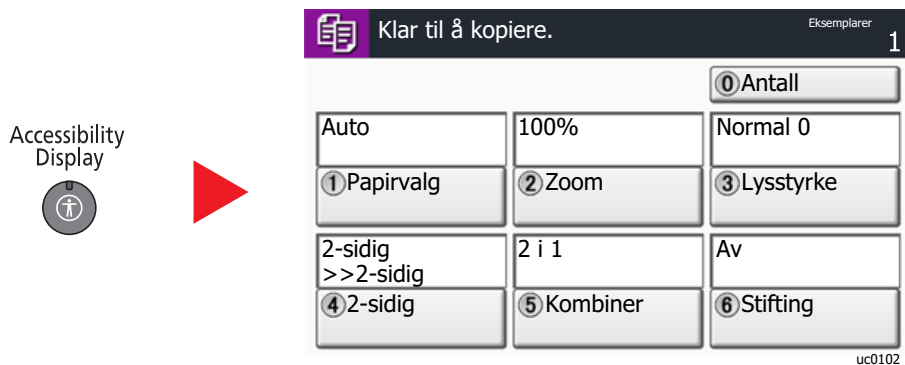 Accessibility
Display
Klar til å kopiere.
Eksemplarer
1
0 Antall
Auto
100%
Normal 0
1 Papirvalg
2 Zoom
3 Lysstyrke
2-sidig
>>2-sidig
2 i 1
Av
4 2-sidig
5 Kombiner
6 Stifting
uc0102